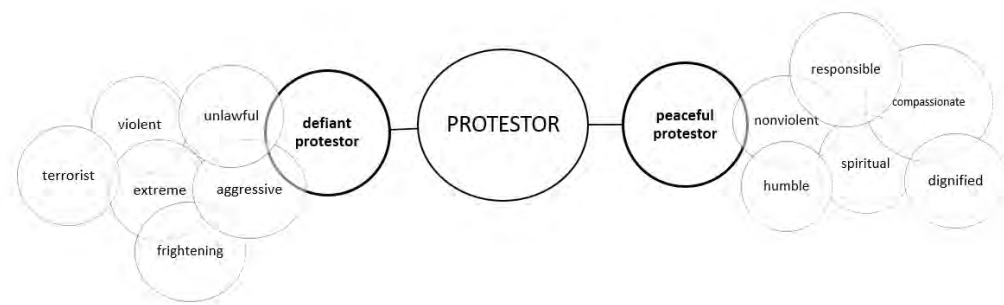 violent
unlawful
terrorist
extreme
aggressive
frightening
defiant
protestor
PROTESTOR
peaceful
protestor
nonviolent
responsible
compassionate
humble
spiritual
dignified